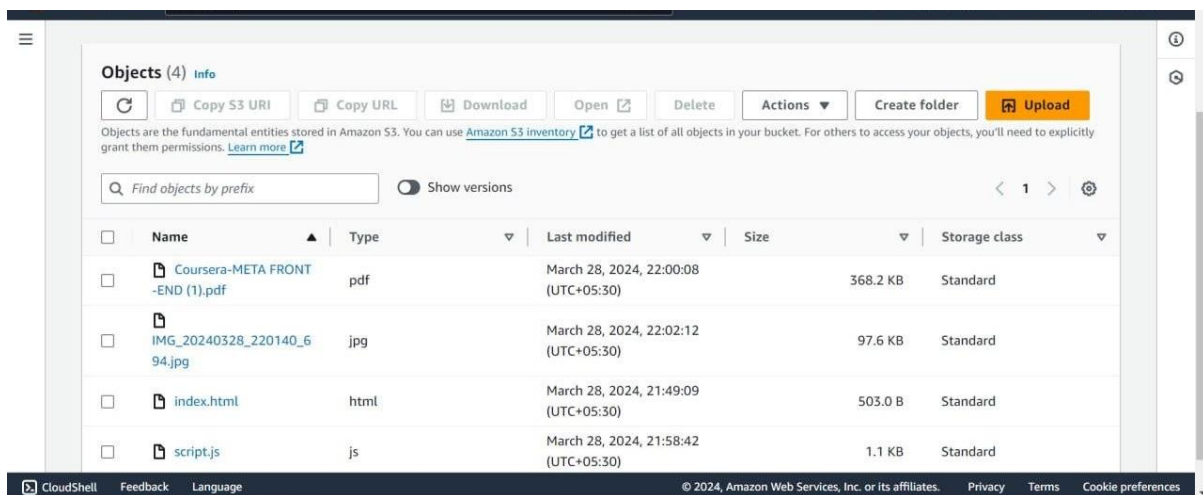 Objects (4) Info
Copy S3 URI Copy URL Download Open Delete Actions ▼ Create folder Upload
Objects are the fundamental entities stored in Amazon S3. You can use Amazon S3 inventory to get a list of all objects in your bucket. For others to access your objects, you'll need to explicitly
grant them permissions. Learn more
Find objects by prefix Show versions < 1 >
Name Type Last modified Size Storage class
Coursera-META FRONT
-END (1).pdf pdf March 28, 2024, 22:00:08
(UTC+05:30) 368.2 KB Standard
IMG_20240328_220140_6
94.jpg jpg March 28, 2024, 22:02:12
(UTC+05:30) 97.6 KB Standard
index.html html March 28, 2024, 21:49:09
(UTC+05:30) 503.0 B Standard
script.js js March 28, 2024, 21:58:42
(UTC+05:30) 1.1 KB Standard
CloudShell Feedback Language © 2024, Amazon Web Services, Inc. or its affiliates. Privacy Terms Cookie preferences